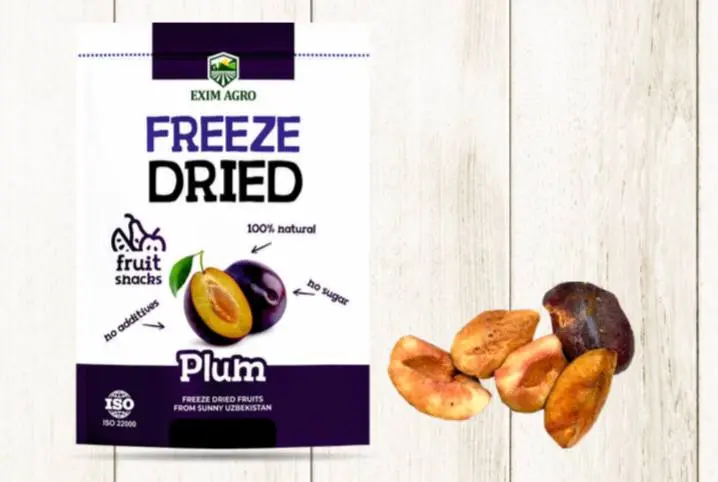 EXIM AGRO
FREEZE
DRIED
100% natural
fruit
snacks
no sugar
no additives
Plum
ISO
ISO 22000
FREEZE DRIED FRUITS
FROM SUNNY UZBEKISTAN